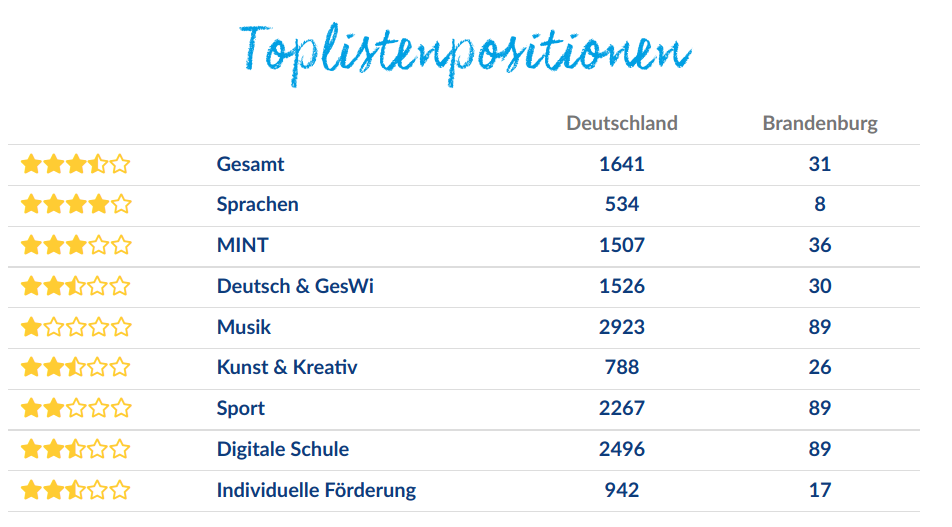 Toplistenpositionen
Deutschland Brandenburg
Gesamt 1641 31
Sprachen 534 8
MINT 1507 36
Deutsch & GesWi 1526 30
Musik 2923 89
Kunst & Kreativ 788 26
Sport 2267 89
Digitale Schule 2496 89
Individuelle Förderung 942 17